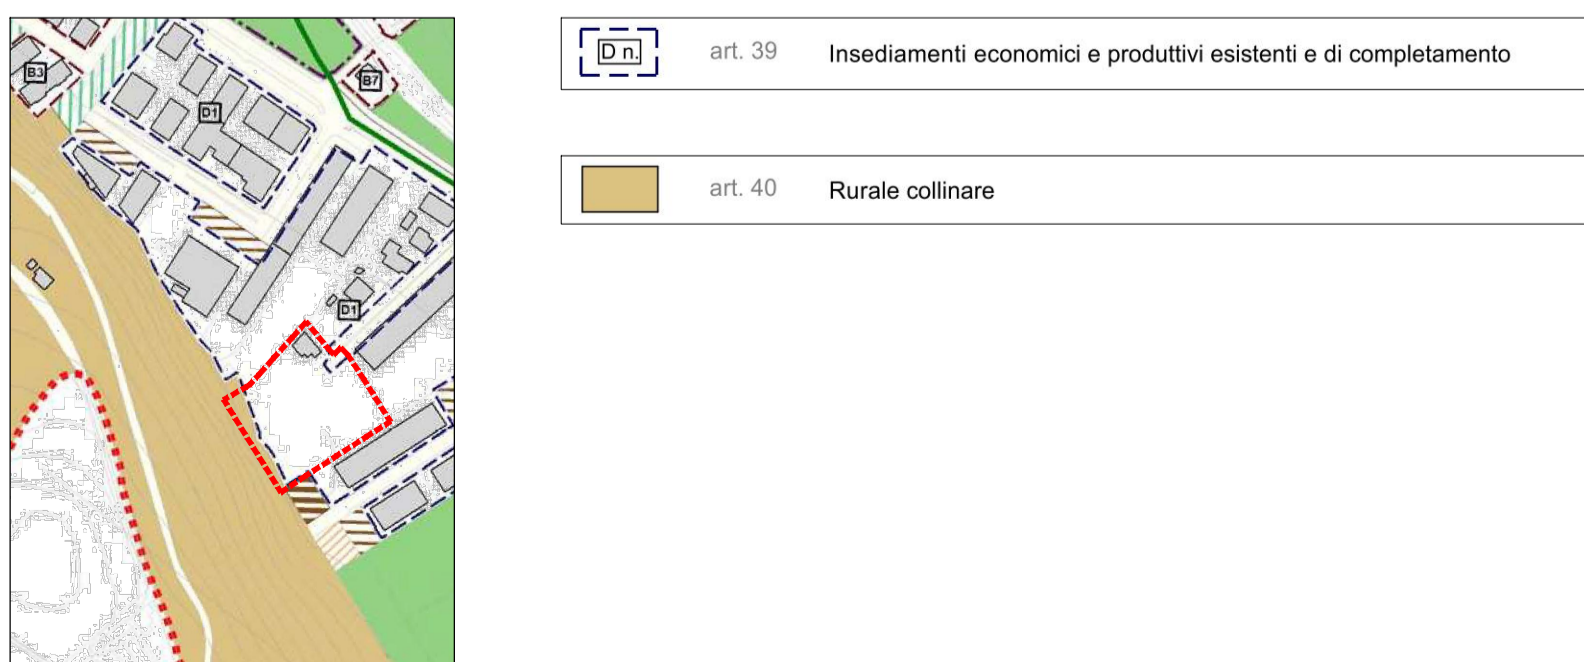 B3
B7
D1
D1
D n. art. 39 Insediamenti economici e produttivi esistenti e di completamento
art. 40 Rurale collinare